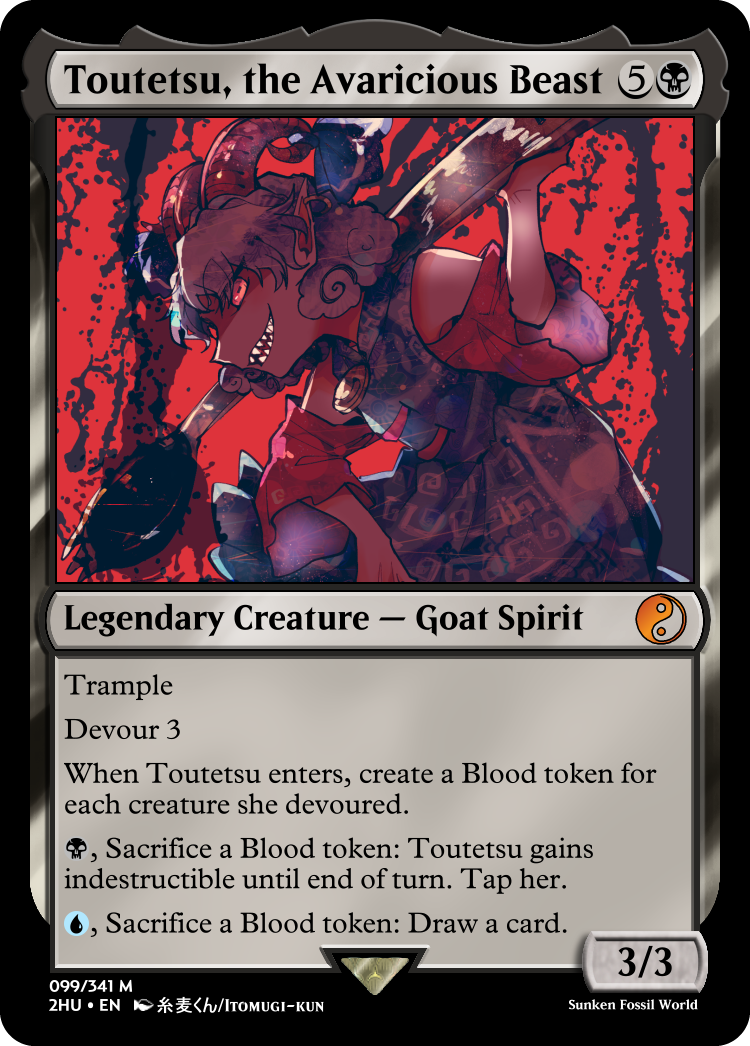 Toutetsu, the Avaricious Beast 5
Legendary Creature — Goat Spirit
Trample
Devour 3
When Toutetsu enters, create a Blood token for
each creature she devoured.
, Sacrifice a Blood token: Toutetsu gains
indestructible until end of turn. Tap her.
, Sacrifice a Blood token: Draw a card.
3/3
099/341 M
2HU • EN 糸麦くん/Itomugi-kun
Sunken Fossil World